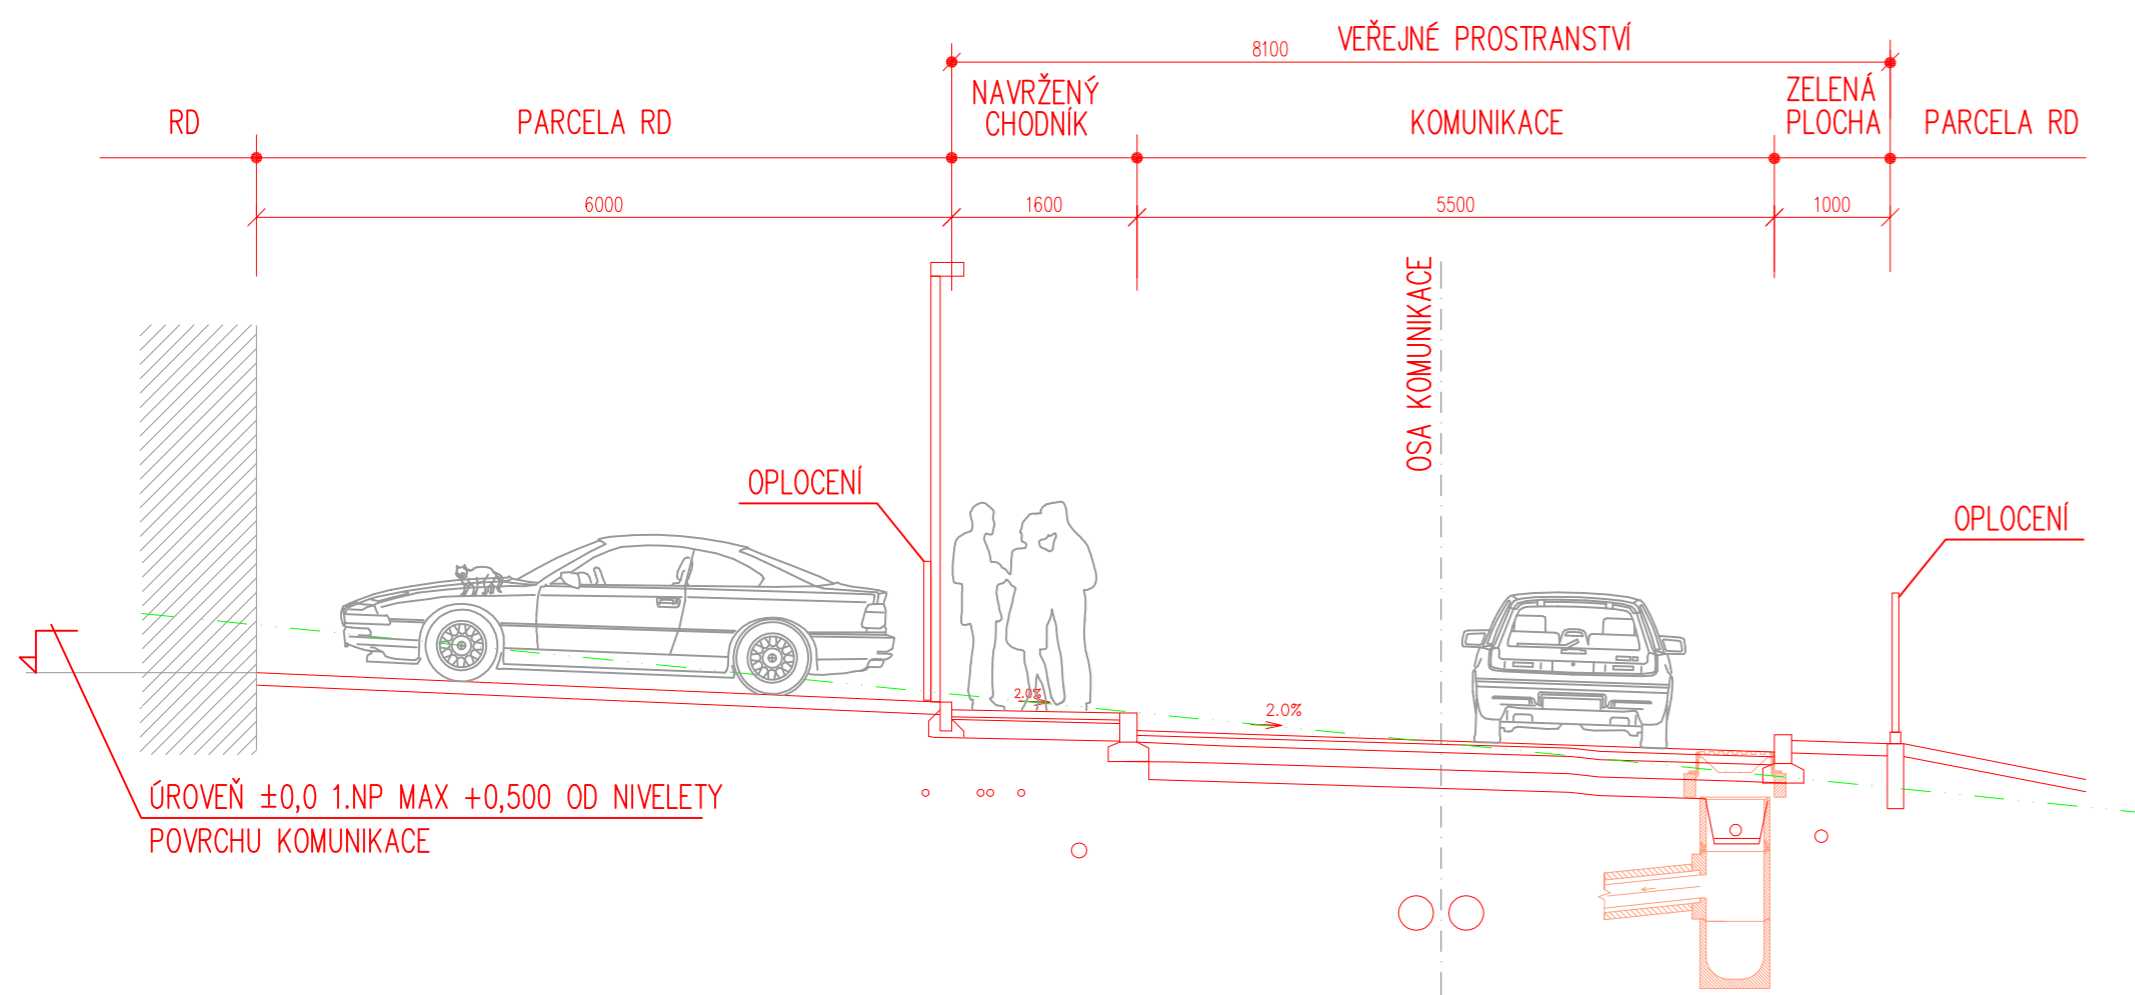 VEŘEJNÉ PROSTRANSTVÍ
8100
RD
PARCELA RD
NAVRŽENÝ
CHODNÍK
KOMUNIKACE
ZELENÁ
PLOCHA
PARCELA RD
6000
1600
5500
1000
OSA KOMUNIKACE
OPLOCENÍ
OPLOCENÍ
2.0%
2.0%
ÚROVEŇ ±0,0 1.NP MAX +0,500 OD NIVELETY
POVRCHU KOMUNIKACE